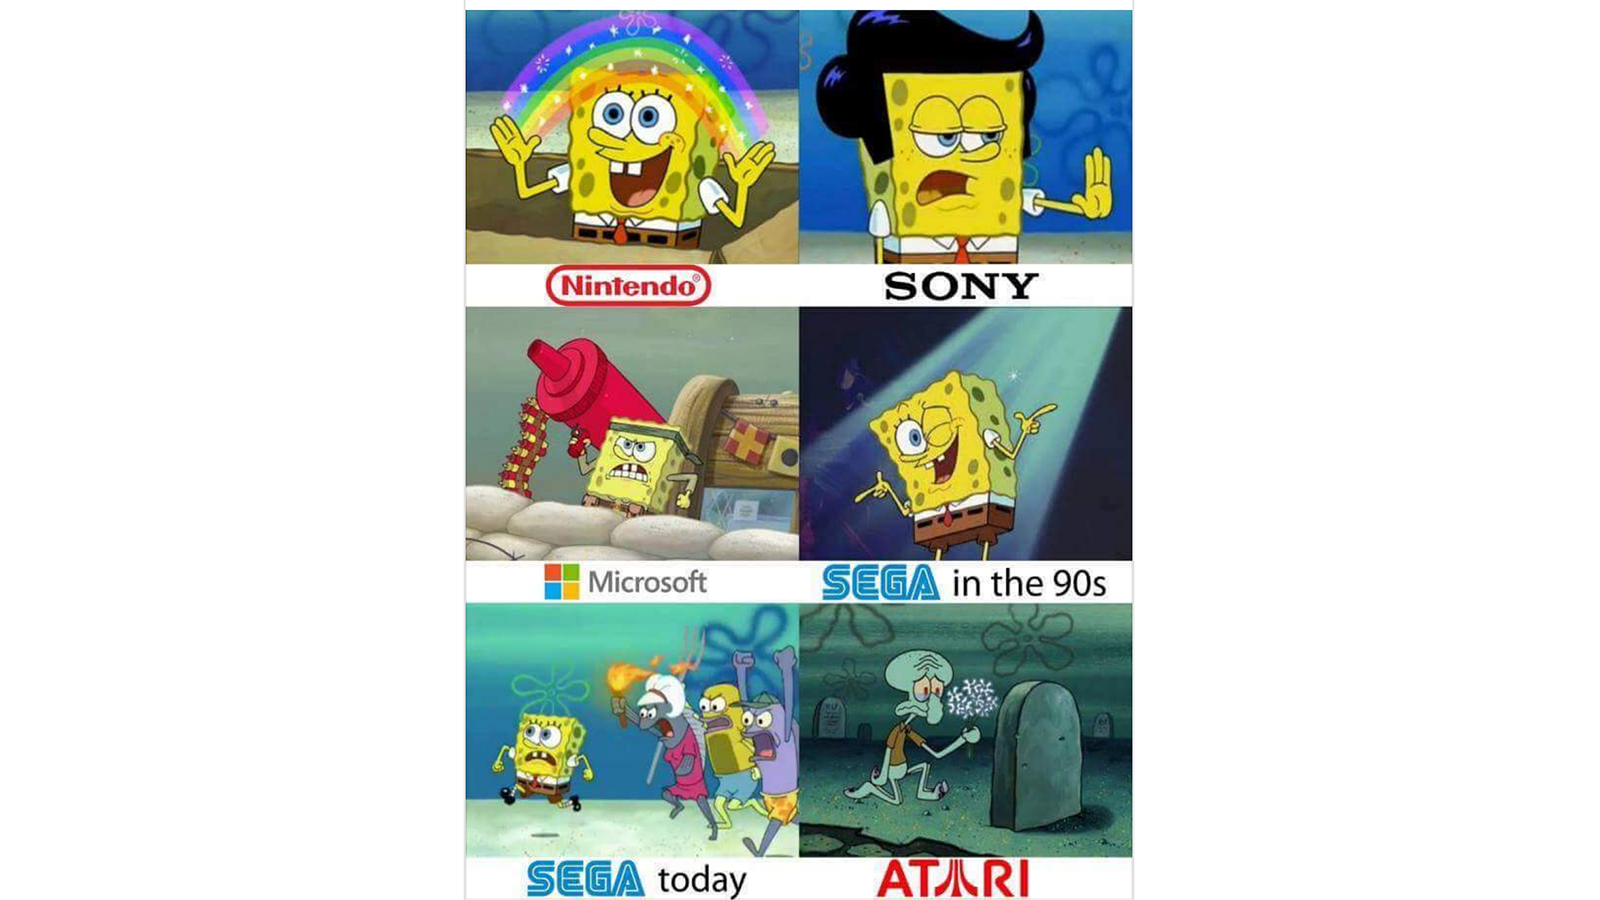 Nintendo®
SONY
Microsoft
SEGA in the 90s
SEGA today
ATARI